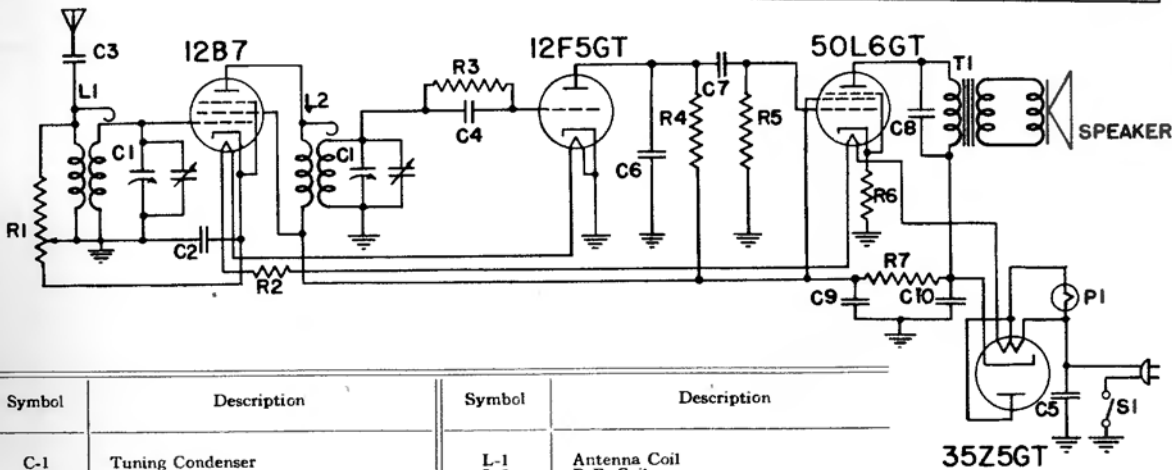 C3
12B7
12F5GT
50L6GT
T1
L1
L2
R3
C4
C7
R4
R5
C8
SPEAKER
C1
C1
C6
R6
R1
C2
R2
R7
C9
C10
P1
C5
S1
35Z5GT
Symbol Description Symbol Description
C-1 Tuning Condenser L-1 Antenna Coil